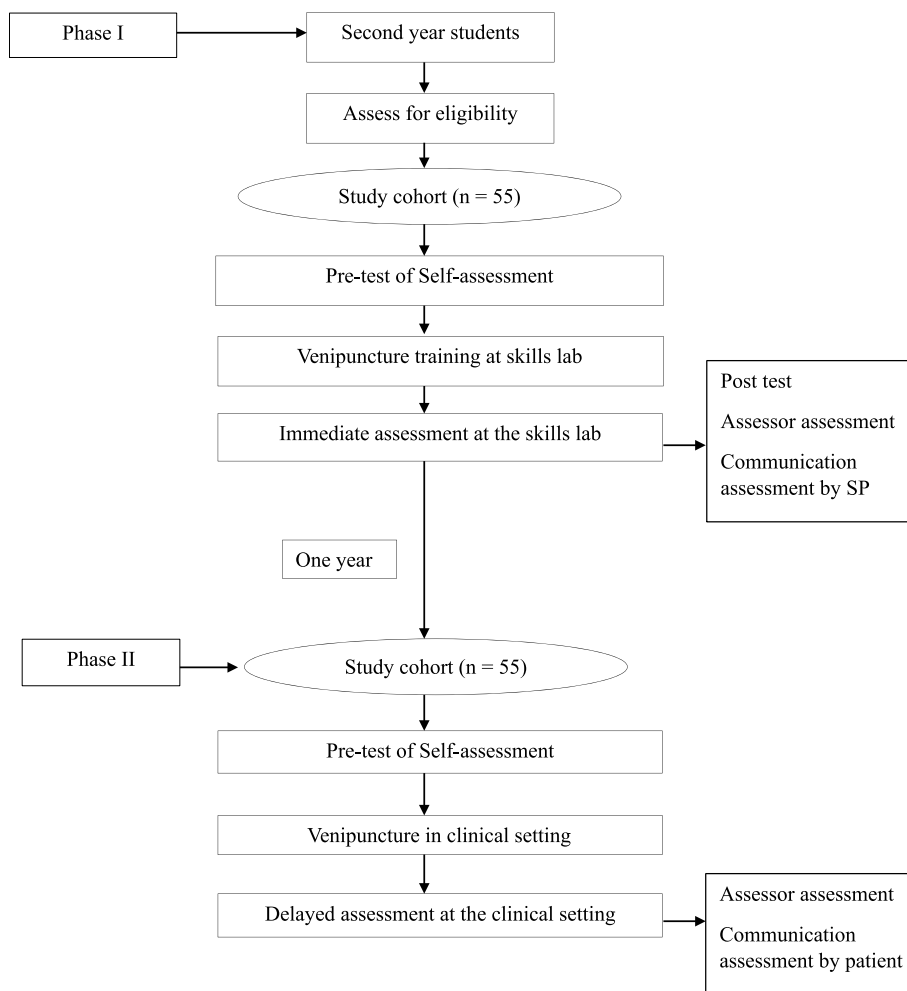 Phase I
Second year students
Assess for eligibility
Study cohort (n = 55)
Pre-test of Self-assessment
Venipuncture training at skills lab
Immediate assessment at the skills lab
Post test
Assessor assessment
Communication
assessment by SP
One year
Phase II
Study cohort (n = 55)
Pre-test of Self-assessment
Venipuncture in clinical setting
Delayed assessment at the clinical setting
Assessor assessment
Communication
assessment by patient